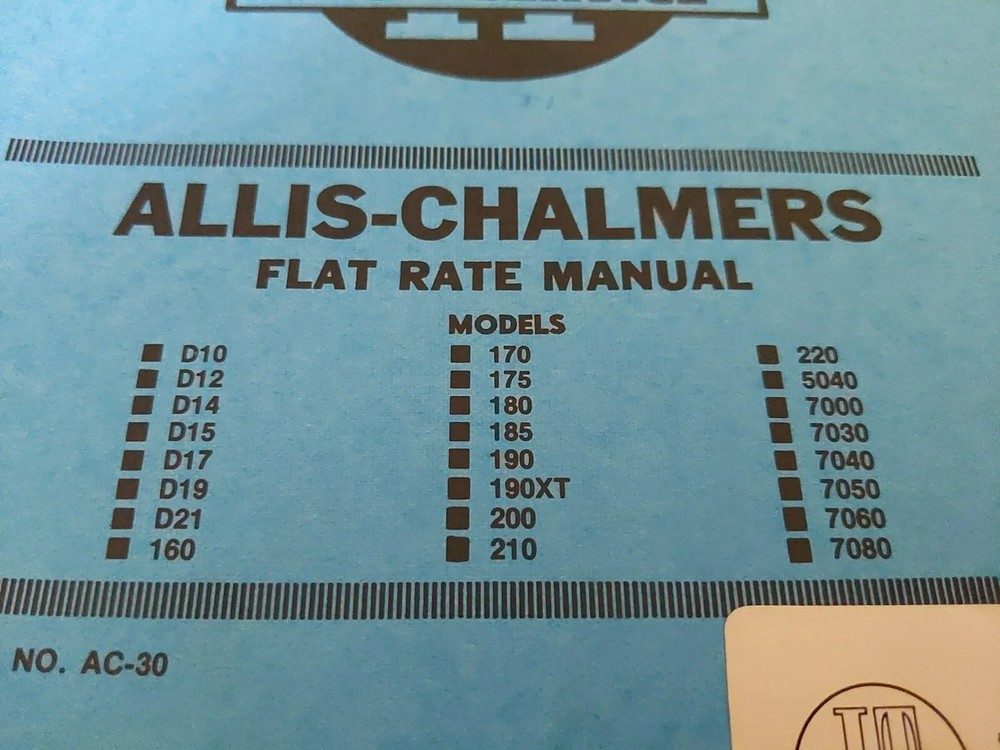 ALLIS-CHALMERS
FLAT RATE MANUAL
MODELS
D10
D12
D14
D15
D17
D19
D21
160
170
175
180
185
190
190XT
200
210
220
5040
7000
7030
7040
7050
7060
7080
NO. AC-30
IT